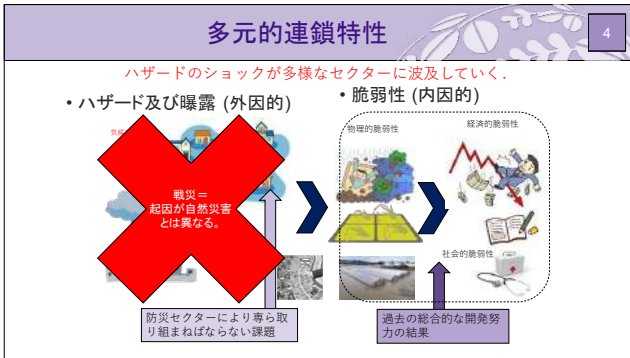 多元的連鎖特性
4
ハザードのショックが多様なセクターに波及していく.
• ハザード及び曝露 (外因的)
• 脆弱性 (内因的)
物理的脆弱性
経済的脆弱性
戦災＝
起因が自然災害
とは異なる。
社会的脆弱性
防災セクターにより専ら取
り組まねばならない課題
過去の総合的な開発努
力の結果